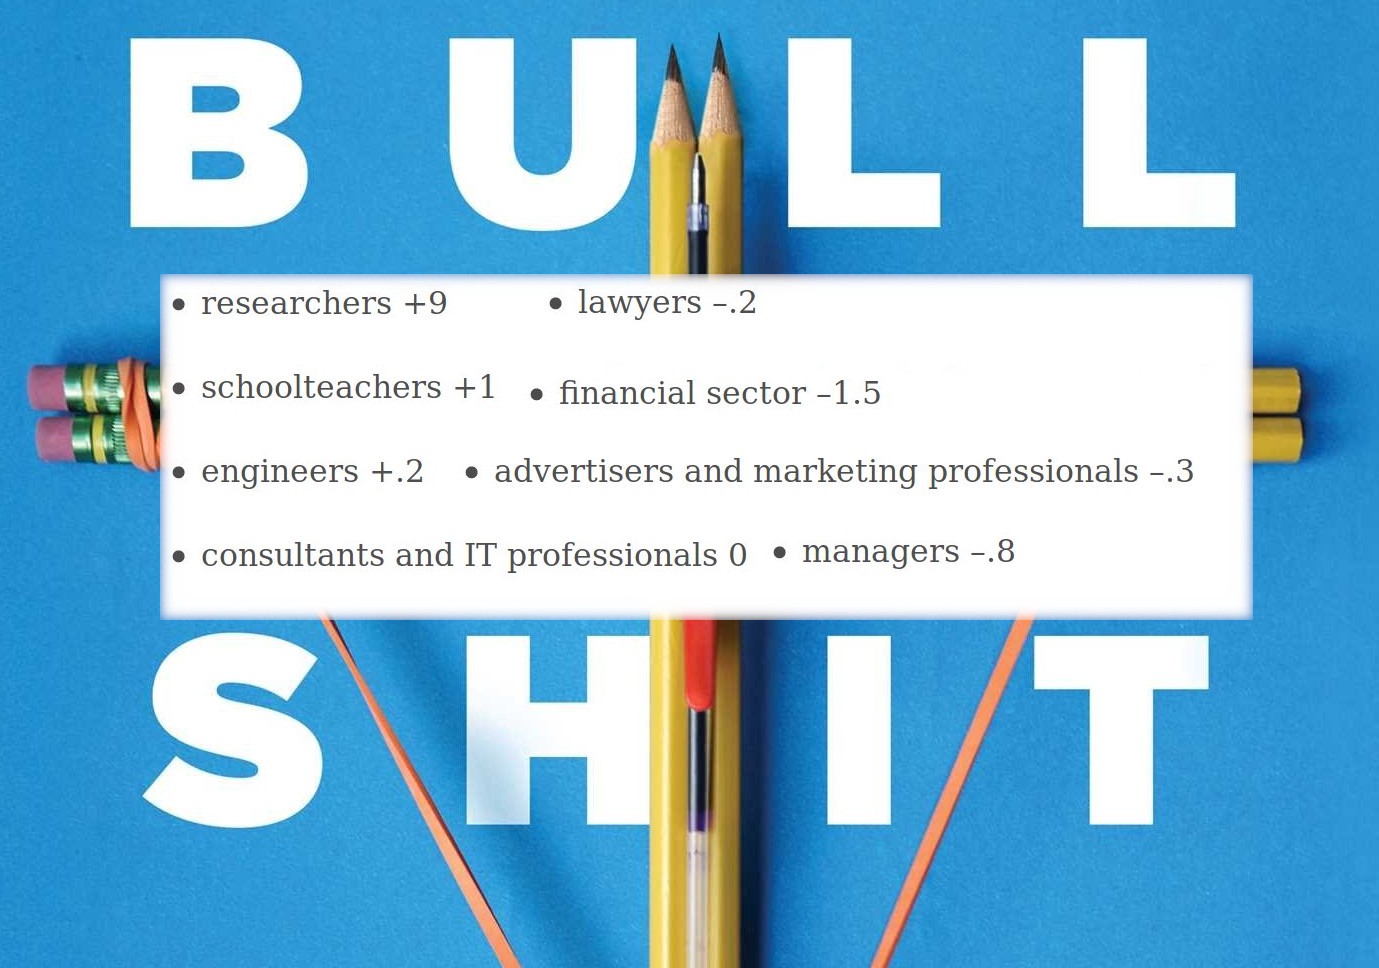 BULL
• researchers +9 • lawyers –.2
• schoolteachers +1 • financial sector –1.5
• engineers +.2 • advertisers and marketing professionals –.3
• consultants and IT professionals 0 • managers –.8
SHIT